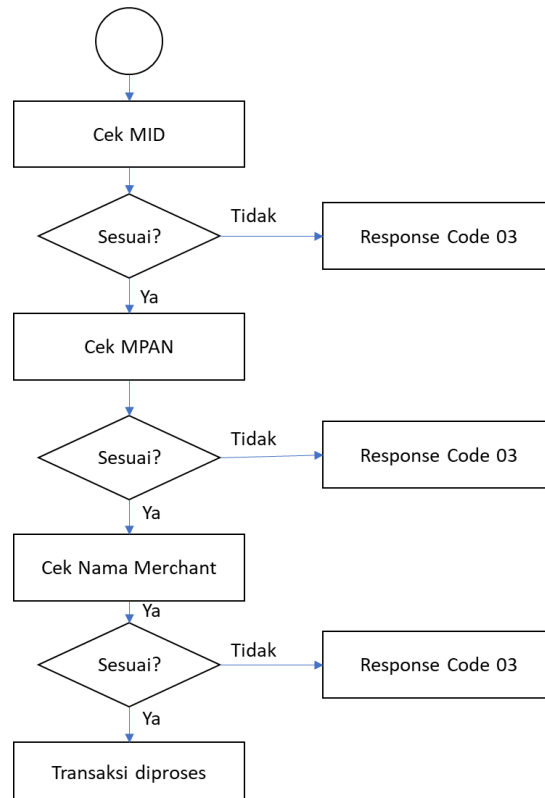 Cek MID
Tidak
Sesuai?
Response Code 03
Ya
Cek MPAN
Tidak
Sesuai?
Response Code 03
Ya
Cek Nama Merchant
Ya
Tidak
Sesuai?
Response Code 03
Ya
Transaksi diproses